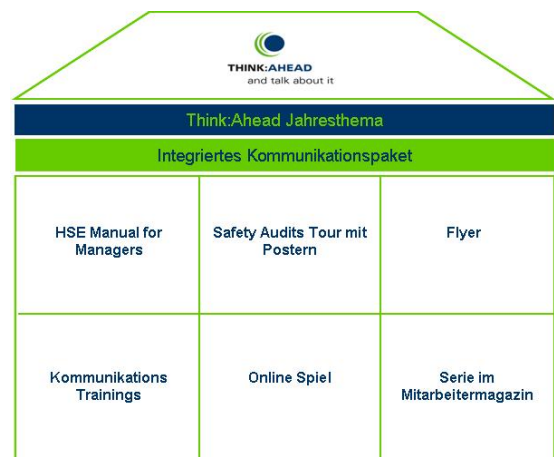 THINK:AHEAD
and talk about it
Think:Ahead Jahresthema
Integriertes Kommunikationspaket
HSE Manual for
Managers
Safety Audits Tour mit
Postern
Flyer
Kommunikations
Trainings
Online Spiel
Serie im
Mitarbeitermagazin